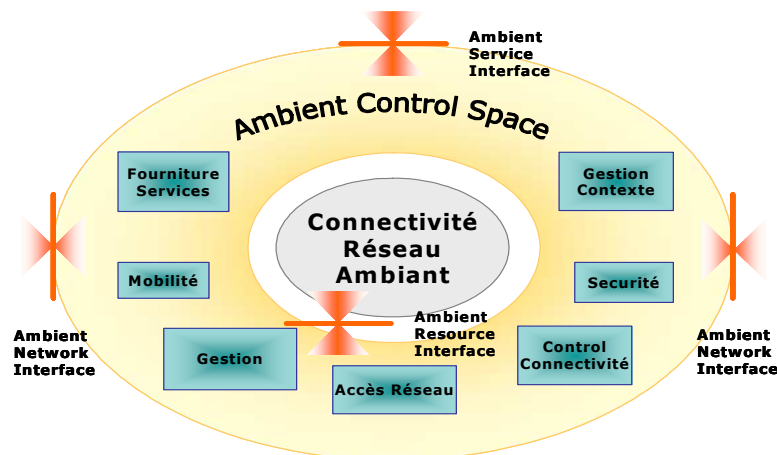 Ambient
Service
Interface
Ambient Control Space
Fourniture
Services
Gestion
Contexte
Connectivité
Réseau
Ambiant
Mobilité
Securité
Ambient
Network
Interface
Gestion
Ambient
Resource
Interface
Control
Connectivité
Ambient
Network
Interface
Accès Réseau